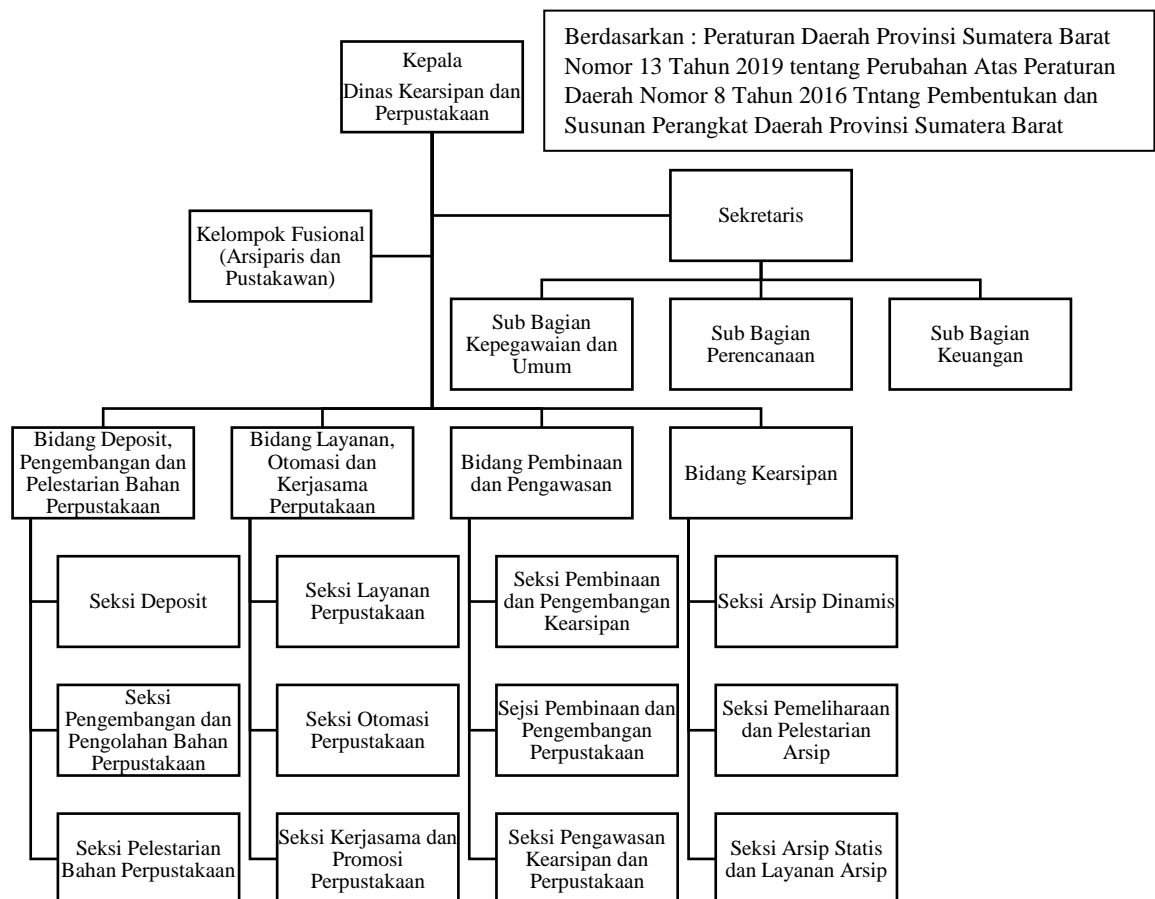 Kepala
Dinas Kearsipan dan
Perpustakaan
Berdasarkan : Peraturan Daerah Provinsi Sumatera Barat
Nomor 13 Tahun 2019 tentang Perubahan Atas Peraturan
Daerah Nomor 8 Tahun 2016 Tntang Pembentukan dan
Susunan Perangkat Daerah Provinsi Sumatera Barat
Sekretaris
Kelompok Fusional
(Arsiparis dan
Pustakawan)
Sub Bagian
Kepegawaian dan
Umum
Sub Bagian
Perencanaan
Sub Bagian
Keuangan
Bidang Deposit,
Pengembangan dan
Pelestarian Bahan
Perpustakaan
Bidang Layanan,
Otomasi dan
Kerjasama
Perputakaan
Bidang Pembinaan
dan Pengawasan
Bidang Kearsipan
Seksi Deposit
Seksi Layanan
Perpustakaan
Seksi Pembinaan
dan Pengembangan
Kearsipan
Seksi Arsip Dinamis
Seksi
Pengembangan dan
Pengolahan Bahan
Perpustakaan
Seksi Otomasi
Perpustakaan
Sejsi Pembinaan dan
Pengembangan
Perpustakaan
Seksi Pemeliharaan
dan Pelestarian
Arsip
Seksi Pelestarian
Bahan Perpustakaan
Seksi Kerjasama dan
Promosi
Perpustakaan
Seksi Pengawasan
Kearsipan dan
Perpustakaan
Seksi Arsip Statis
dan Layanan Arsip